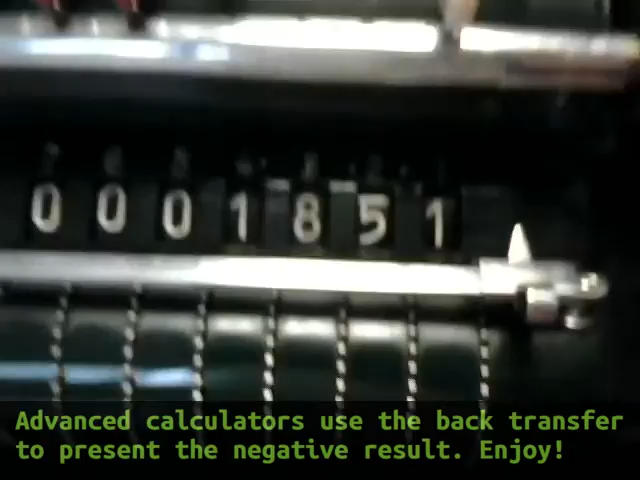 0001851
Advanced calculators use the back transfer
to present the negative result. Enjoy!